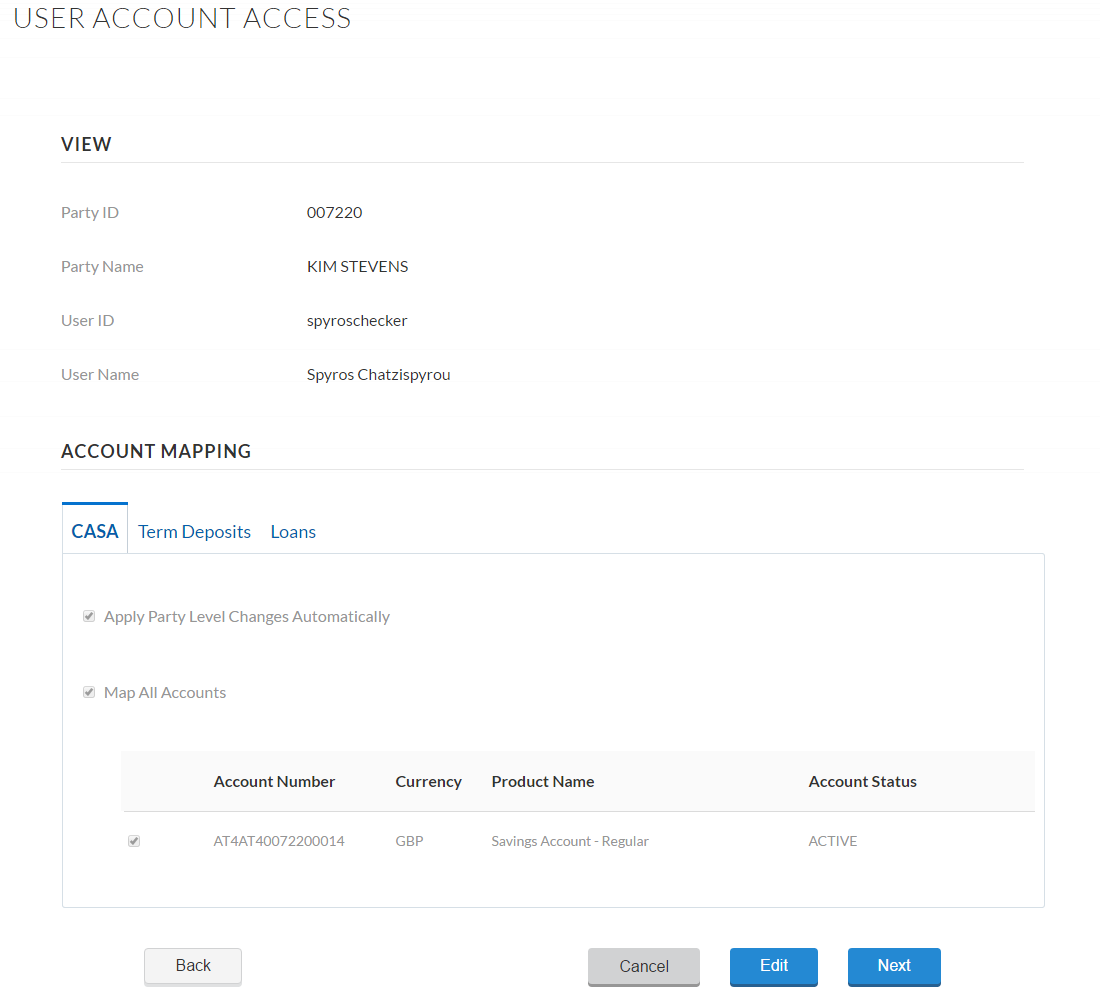 USER ACCOUNT ACCESS
VIEW
Party ID 007220
Party Name KIM STEVENS
User ID spyroschecker
User Name Spyros Chatzispyrou
ACCOUNT MAPPING
CASA Term Deposits Loans
Apply Party Level Changes Automatically
Map All Accounts
Account Number Currency Product Name Account Status
AT4AT40072200014 GBP Savings Account - Regular ACTIVE
Back Cancel Edit Next